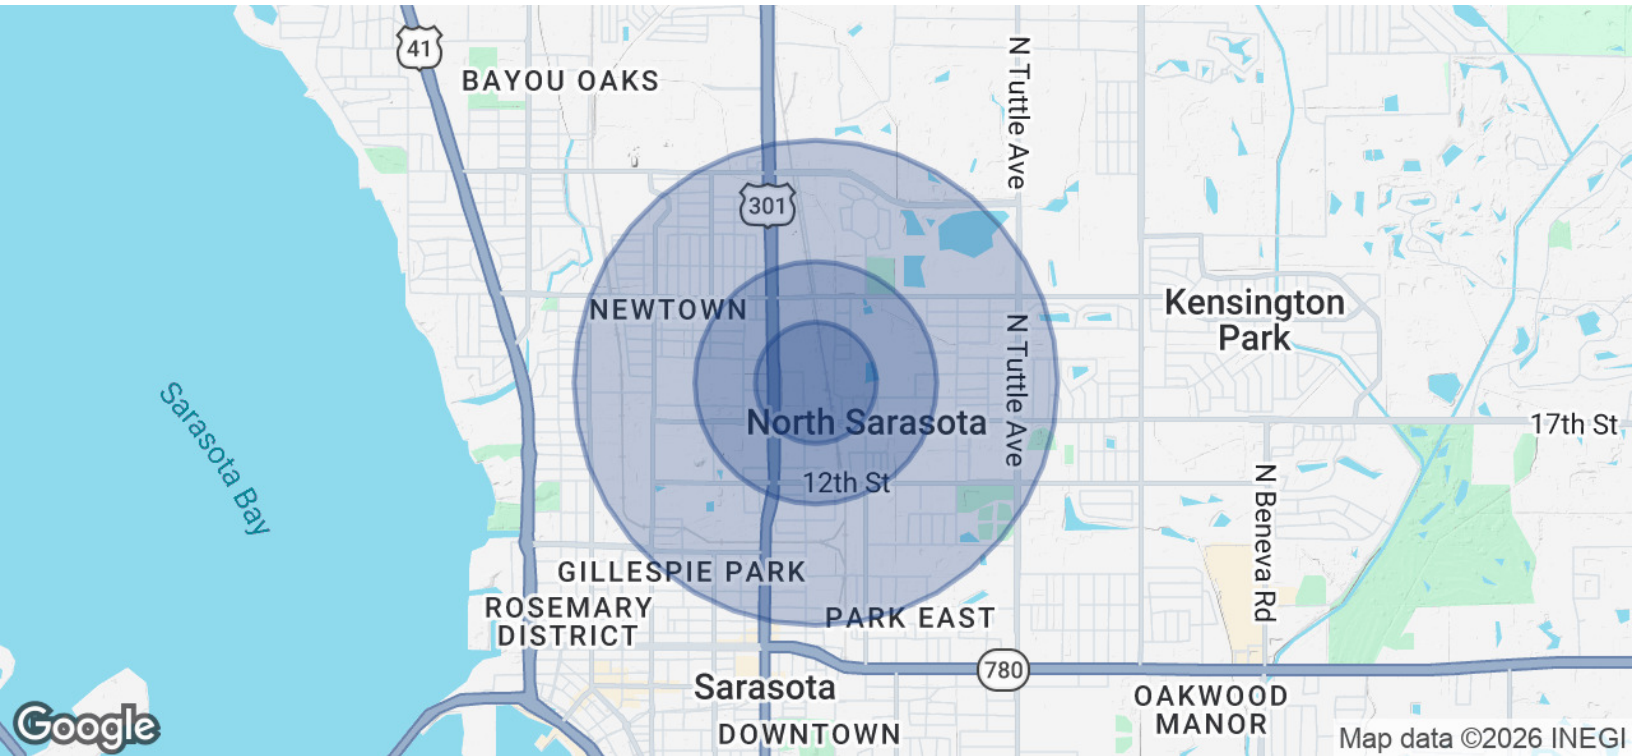 41
BAYOU OAKS
N Tuttle Ave
301
NEWTOWN
Kensington
Park
N Tuttle Ave
Sarasota Bay
North Sarasota
17th St
12th St
N Beneva Rd
GILLESPIE PARK
ROSEMARY
DISTRICT
PARK EAST
780
Sarasota
OAKWOOD
MANOR
DOWNTOWN
Google
Map data ©2026 INEGI